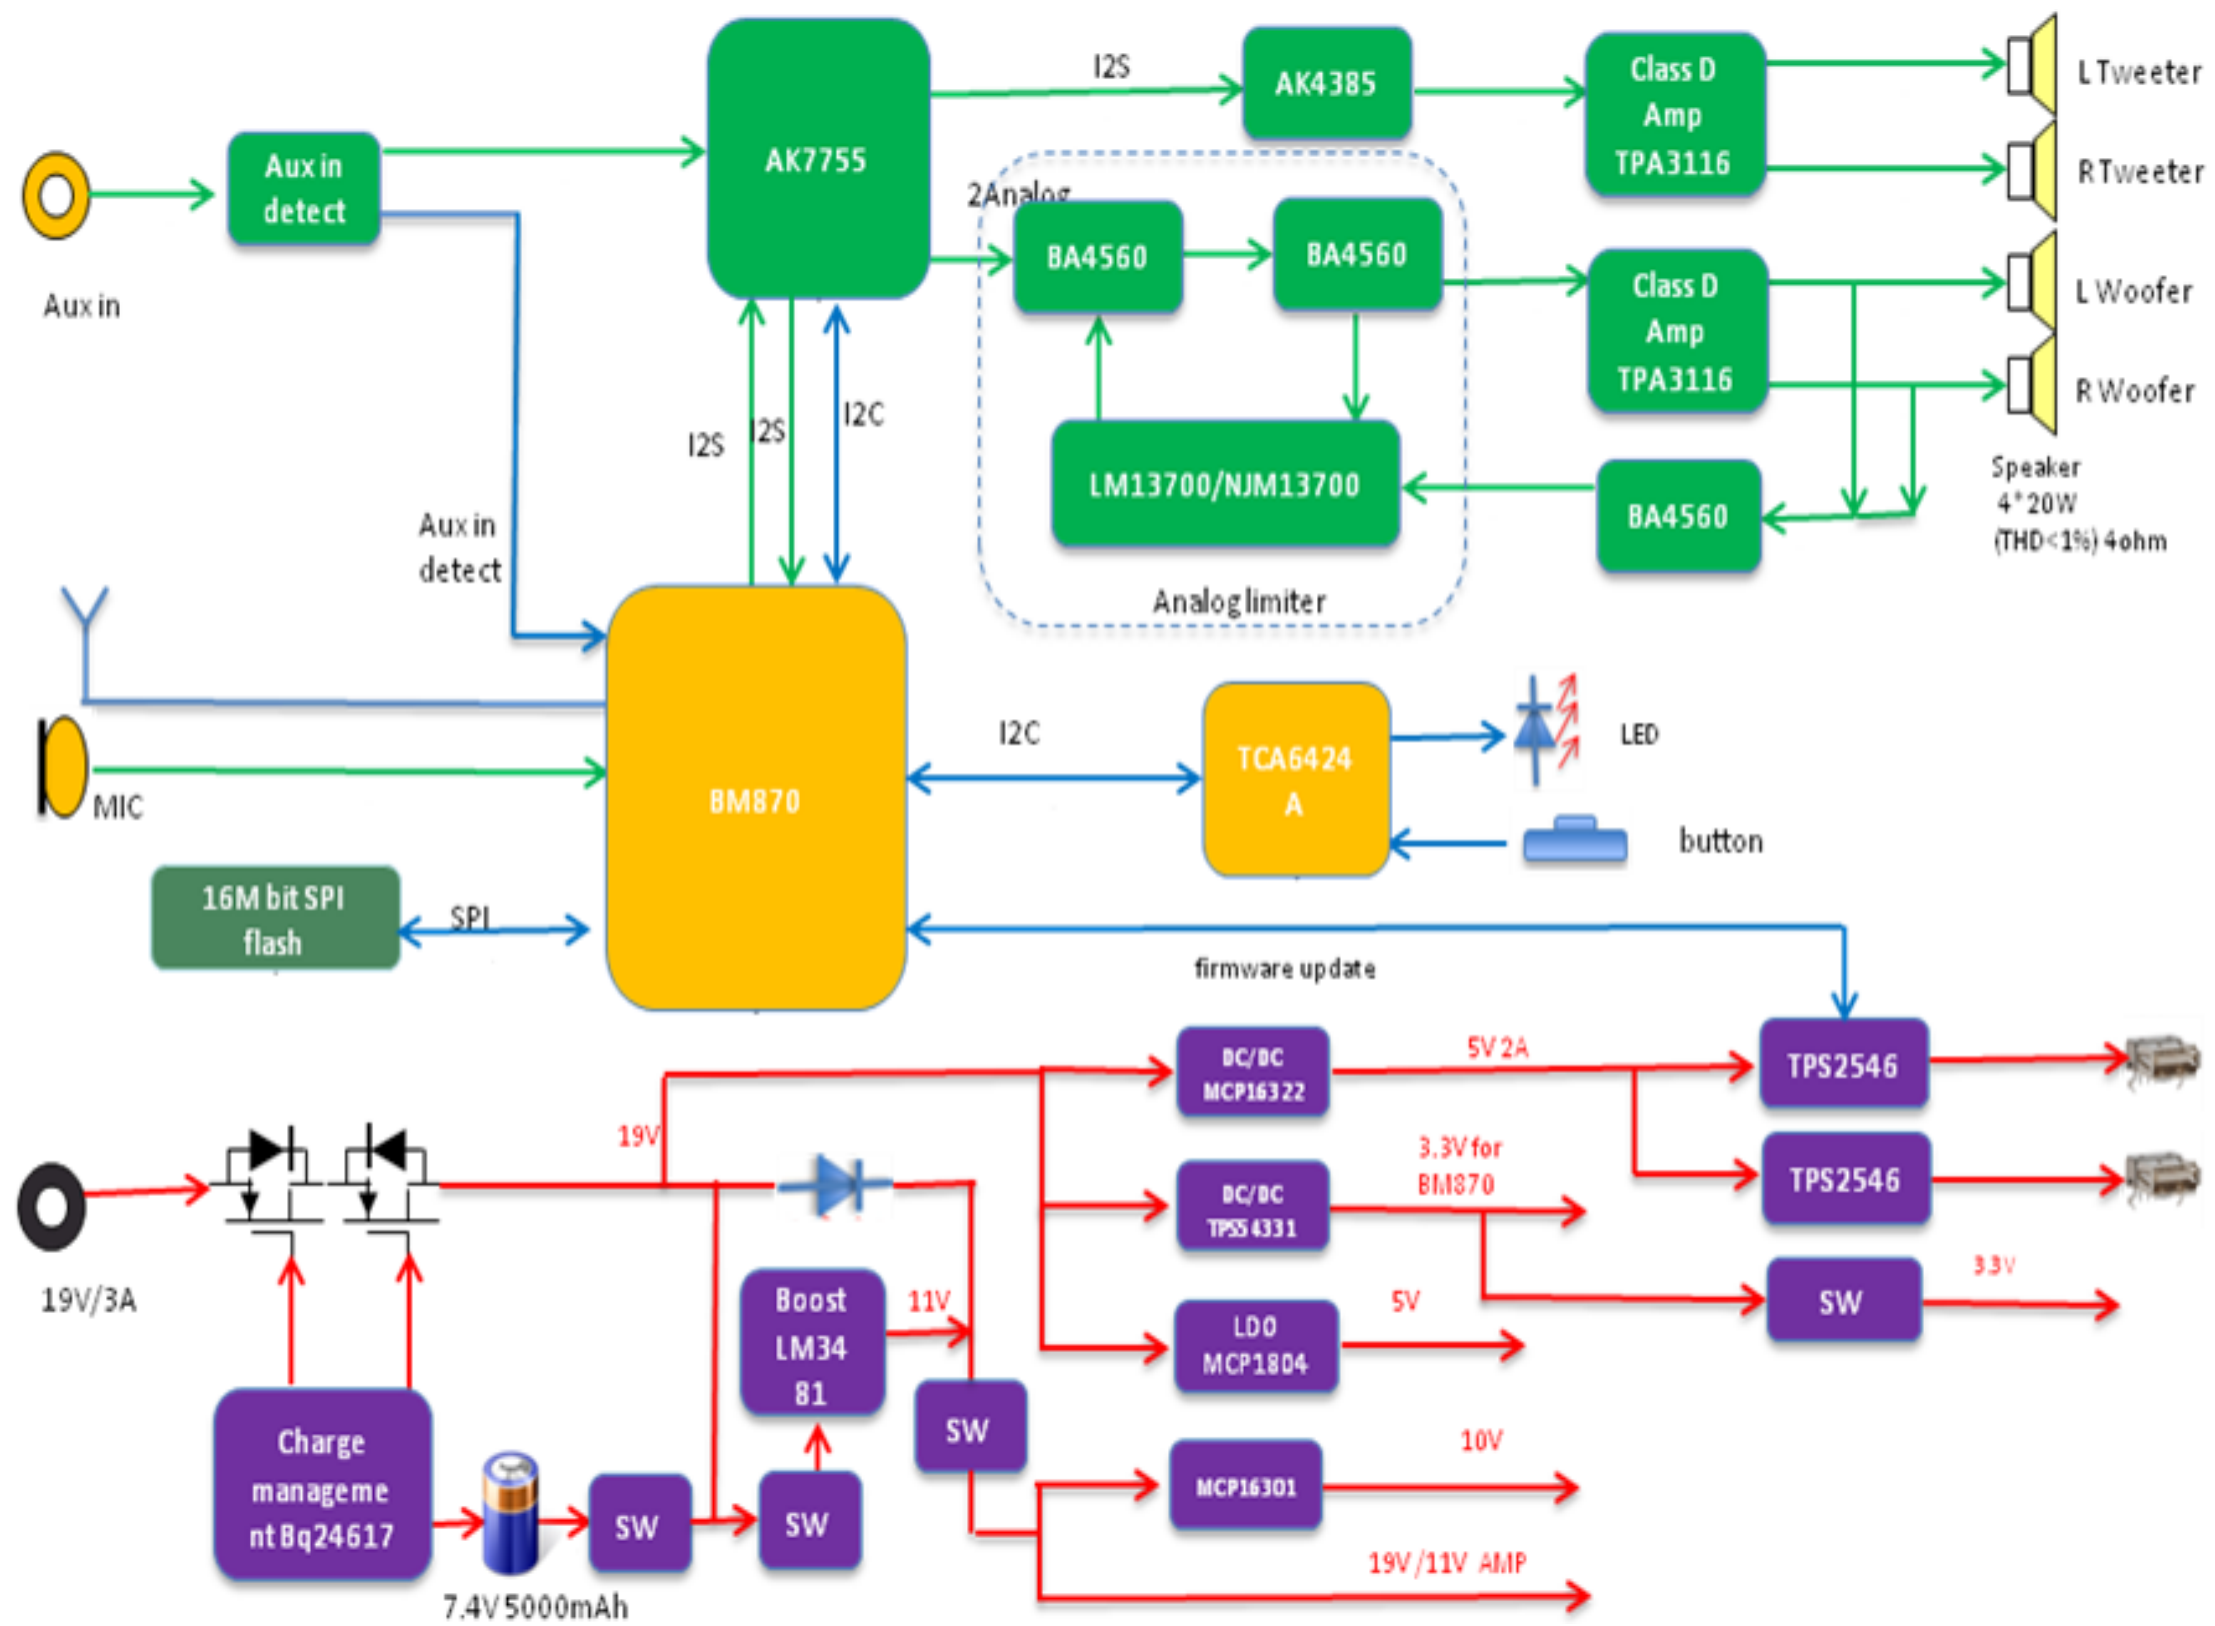 I2S
AK4385
Class D
Amp
TPA3116
L Tweeter
R Tweeter
Aux in
detect
AK7755
2Analog
BA4560
BA4560
Class D
Amp
TPA3116
L Woofer
R Woofer
Aux in
I2S
I2S
I2C
LM13700/NJM13700
BA4560
Speaker
4*20W
(THD<1%) 4ohm
Aux in
detect
Analog limiter
I2C
TCA6424
A
LED
MIC
BM870
button
16M bit SPI
flash
SPI
firmware update
DC/DC
MCP16322
5V 2A
TPS2546
19V
3.3V for
BM870
DC/DC
TPS54331
TPS2546
19V/3A
Boost
LM34
81
11V
LDO
MCP1804
5V
SW
3.3V
Charge
manageme
nt Bq24617
SW
SW
SW
MCP16301
10V
19V/11V AMP
7.4V 5000mAh